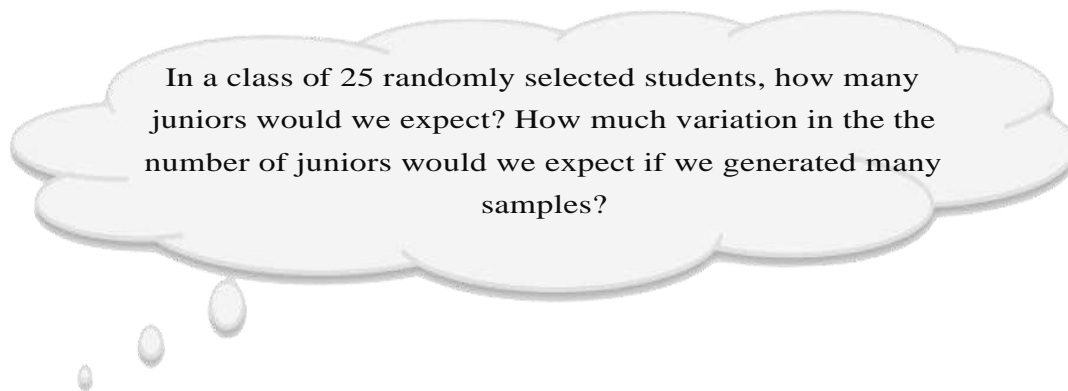 In a class of 25 randomly selected students, how many
juniors would we expect? How much variation in the the
number of juniors would we expect if we generated many
samples?